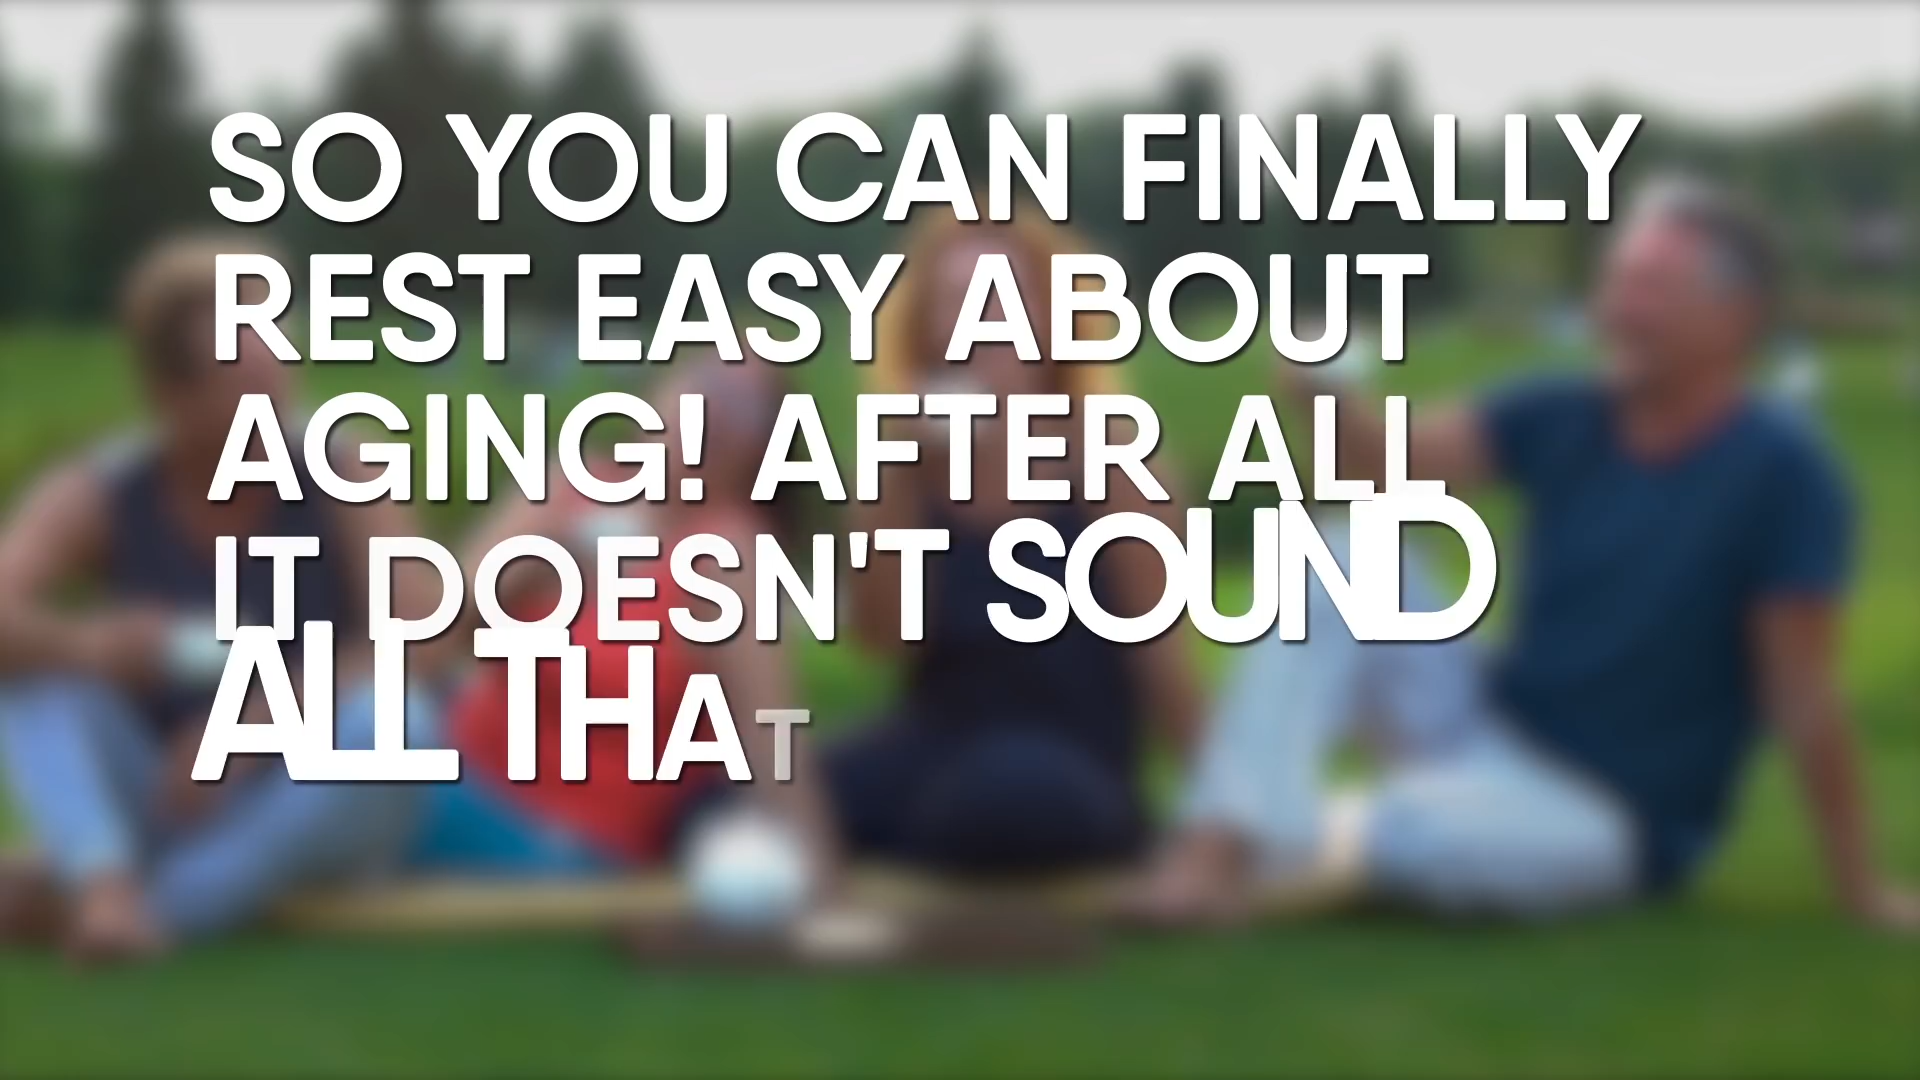 SO YOU CAN FINALLY
REST EASY ABOUT
AGING! AFTER ALL
IT DOESN'T SOUND
ALL THAT